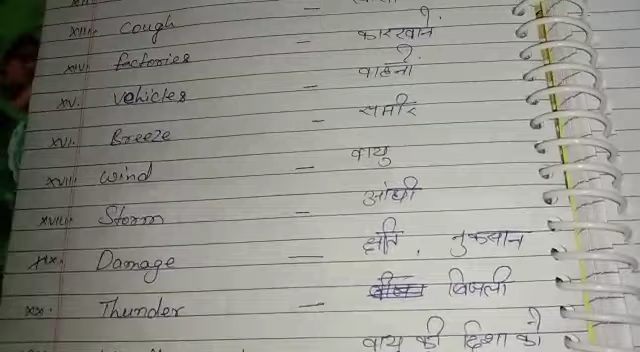 xiii. Cough
xiv. factories — कारखाने
xv. Vehicles — वाहनों
xvi. Breeze — समीर
xvii. Wind — वायु
xviii. Storm — आंधी
xix. Damage — क्षति, नुकसान
xx. Thunder — बिजली
वायु की दिशा को